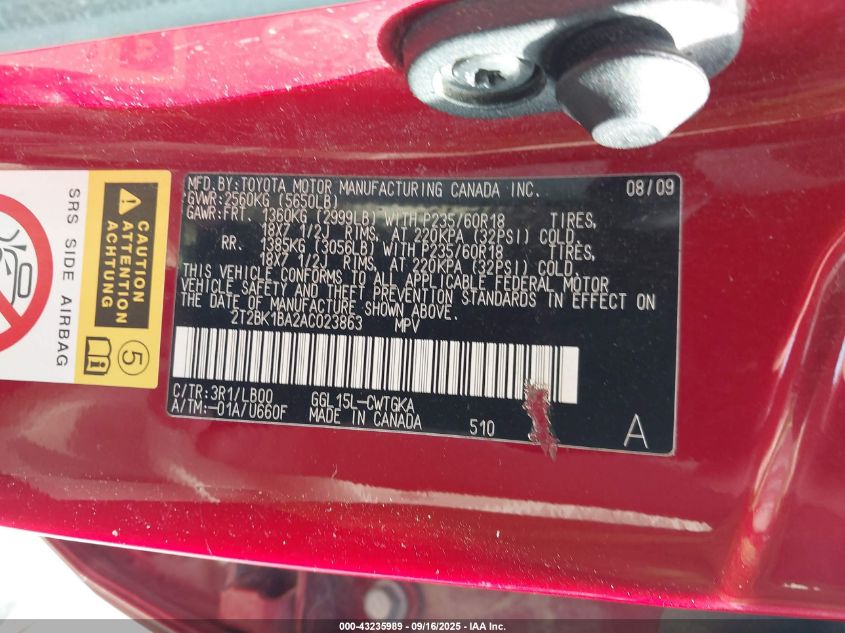 MFD.BY:TOYOTA MOTOR MANUFACTURING CANADA INC. 08/09
GVWR:2560KG (5650LB)
GAWR:FRT. 1360KG (2999LB) WITH P235/60R18 TIRES,
18X7 1/2J RIMS, AT 220KPA (32PSI) COLD.
RR. 1385KG (3056LB) WITH P235/60R18 TIRES,
18X7 1/2J RIMS, AT 220KPA (32PSI) COLD.
THIS VEHICLE CONFORMS TO ALL APPLICABLE FEDERAL MOTOR
VEHICLE SAFETY AND THEFT PREVENTION STANDARDS IN EFFECT ON
THE DATE OF MANUFACTURE SHOWN ABOVE.
2T2BK1BA2AC023863 MPV
C/TR:3R1/LB00 GGL15L-CWTGKA
A/TM:-01A/U660F MADE IN CANADA 510 A
SRS SIDE AIRBAG
CAUTION
ATTENTION
ACHTUNG
5
000-43235989 - 09/16/2025 - IAA Inc.